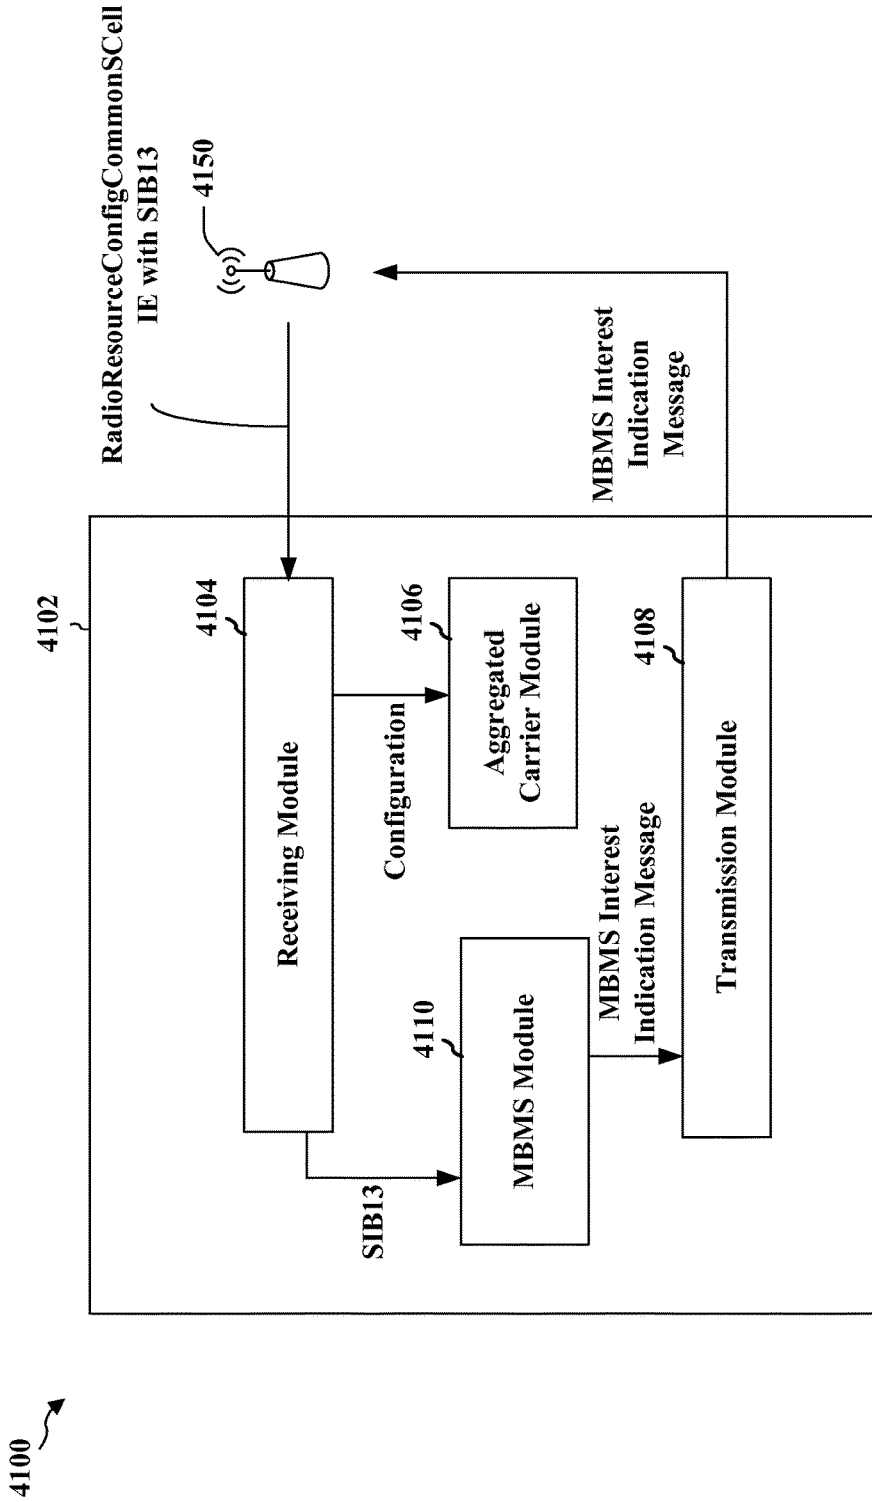 4100
4102
RadioResourceConfigCommonSCell
IE with SIB13
4150
4104
Receiving Module
SIB13
Configuration
4106
Aggregated
Carrier Module
4110
MBMS Module
MBMS Interest
Indication Message
MBMS Interest
Indication
Message
4108
Transmission Module